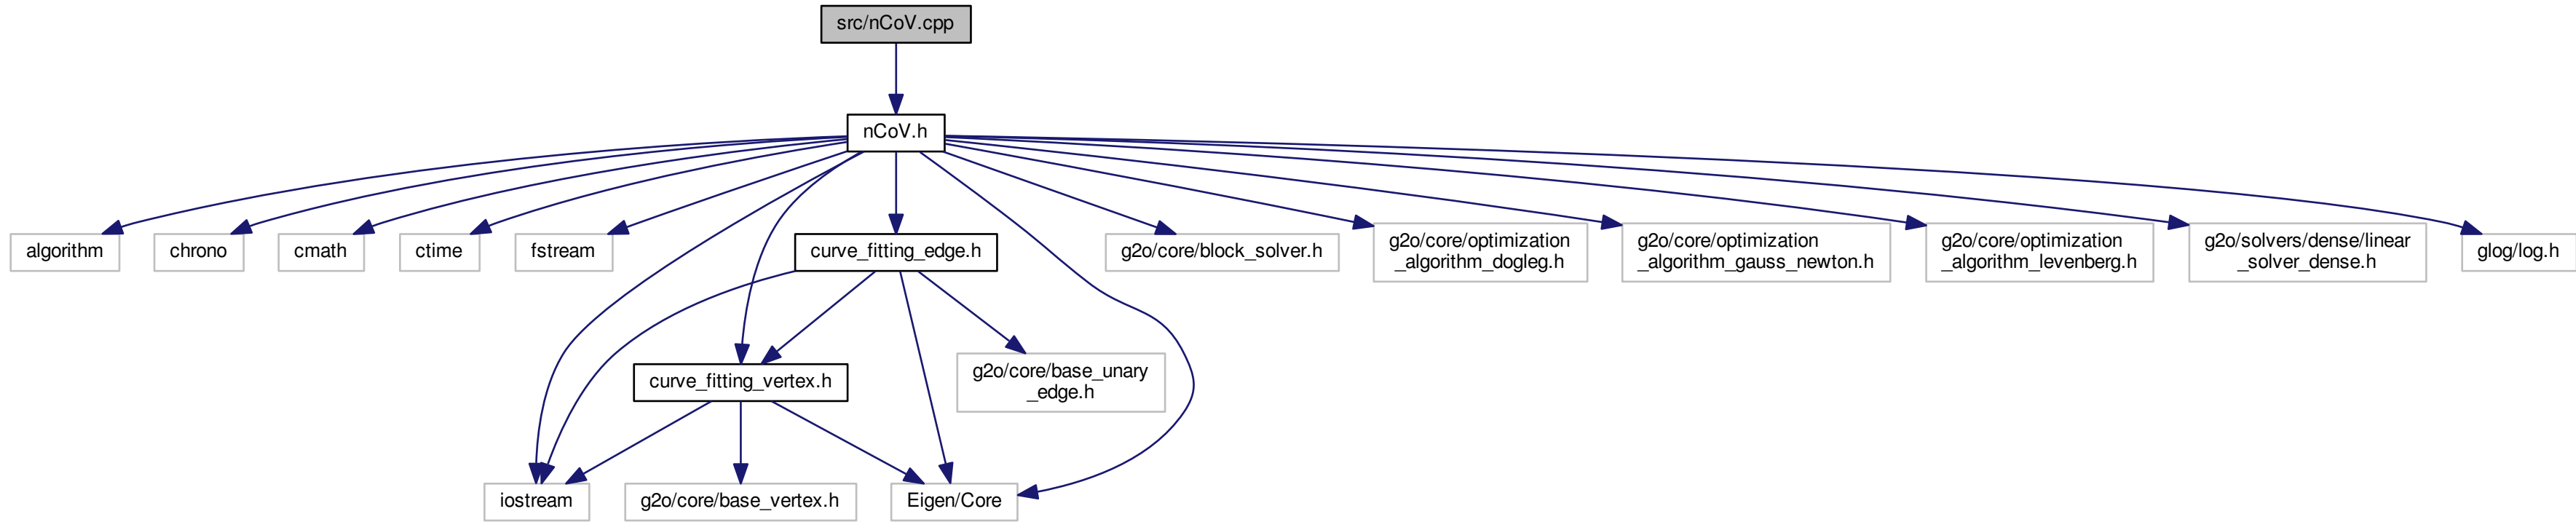 src/nCoV.cpp
nCoV.h
algorithm
chrono
cmath
ctime
fstream
curve_fitting_edge.h
g2o/core/block_solver.h
g2o/core/optimization
_algorithm_dogleg.h
g2o/core/optimization
_algorithm_gauss_newton.h
g2o/core/optimization
_algorithm_levenberg.h
g2o/solvers/dense/linear
_solver_dense.h
glog/log.h
curve_fitting_vertex.h
g2o/core/base_unary
_edge.h
iostream
g2o/core/base_vertex.h
Eigen/Core